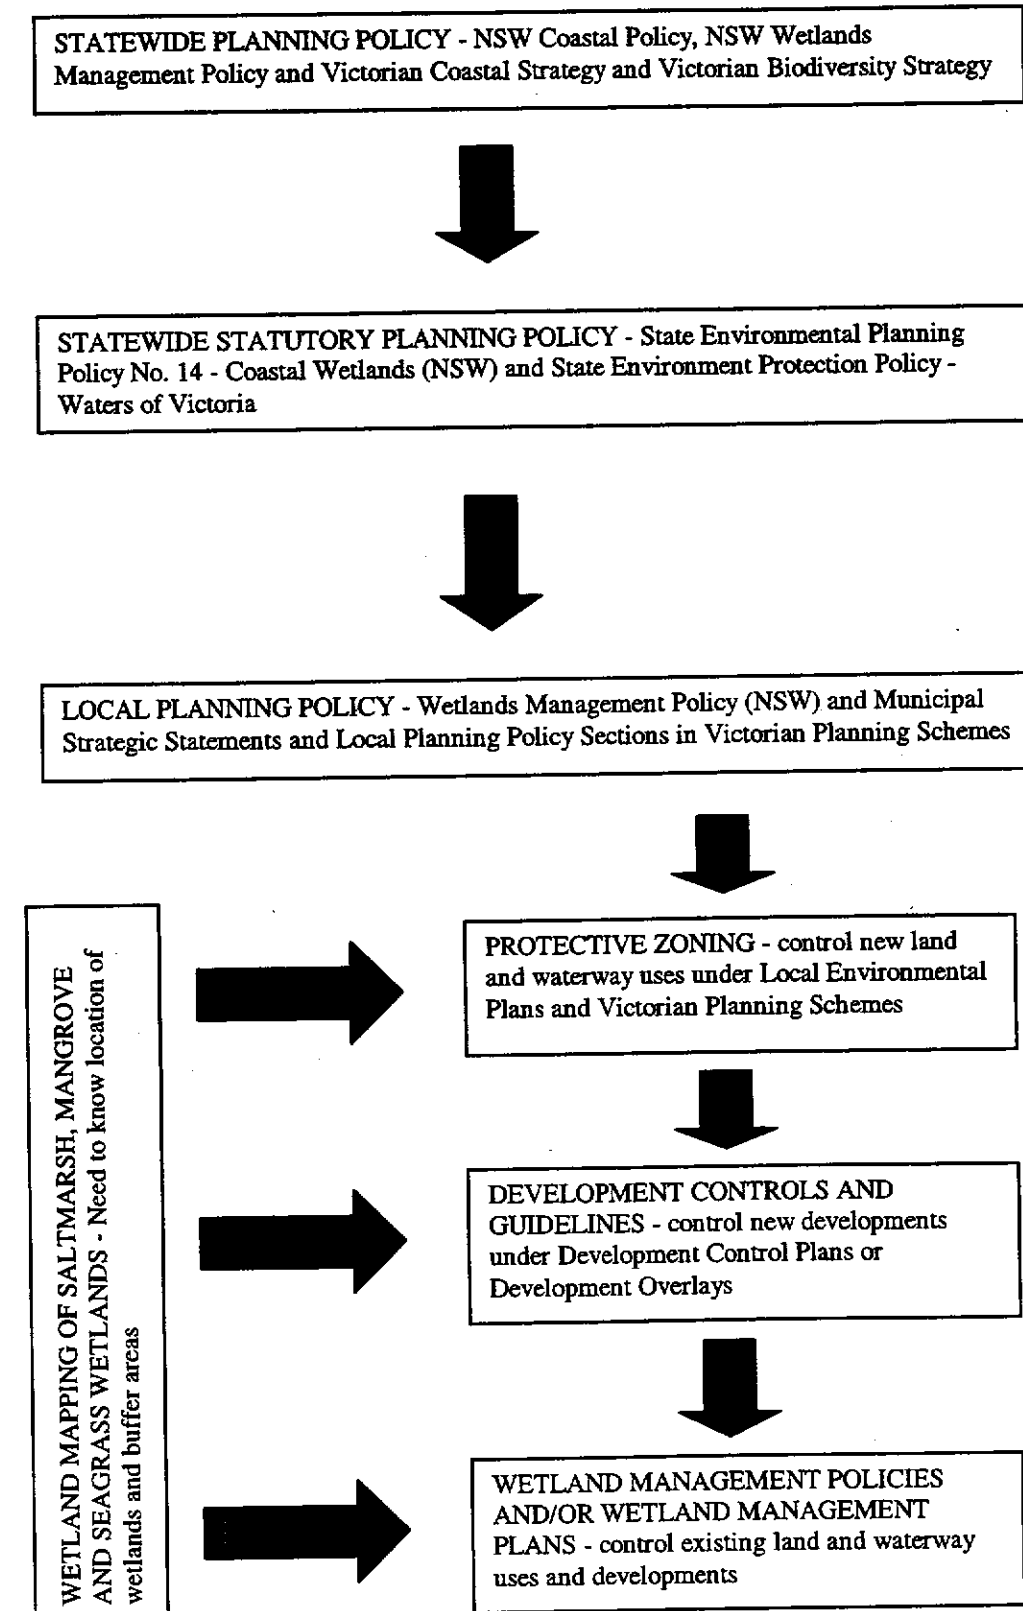 STATEWIDE PLANNING POLICY - NSW Coastal Policy, NSW Wetlands
Management Policy and Victorian Coastal Strategy and Victorian Biodiversity Strategy
STATEWIDE STATUTORY PLANNING POLICY - State Environmental Planning
Policy No. 14 - Coastal Wetlands (NSW) and State Environment Protection Policy -
Waters of Victoria
LOCAL PLANNING POLICY - Wetlands Management Policy (NSW) and Municipal
Strategic Statements and Local Planning Policy Sections in Victorian Planning Schemes
WETLAND MAPPING OF SALTMARSH, MANGROVE
AND SEAGRASS WETLANDS - Need to know location of
wetlands and buffer areas
PROTECTIVE ZONING - control new land
and waterway uses under Local Environmental
Plans and Victorian Planning Schemes
DEVELOPMENT CONTROLS AND
GUIDELINES - control new developments
under Development Control Plans or
Development Overlays
WETLAND MANAGEMENT POLICIES
AND/OR WETLAND MANAGEMENT
PLANS - control existing land and waterway
uses and developments